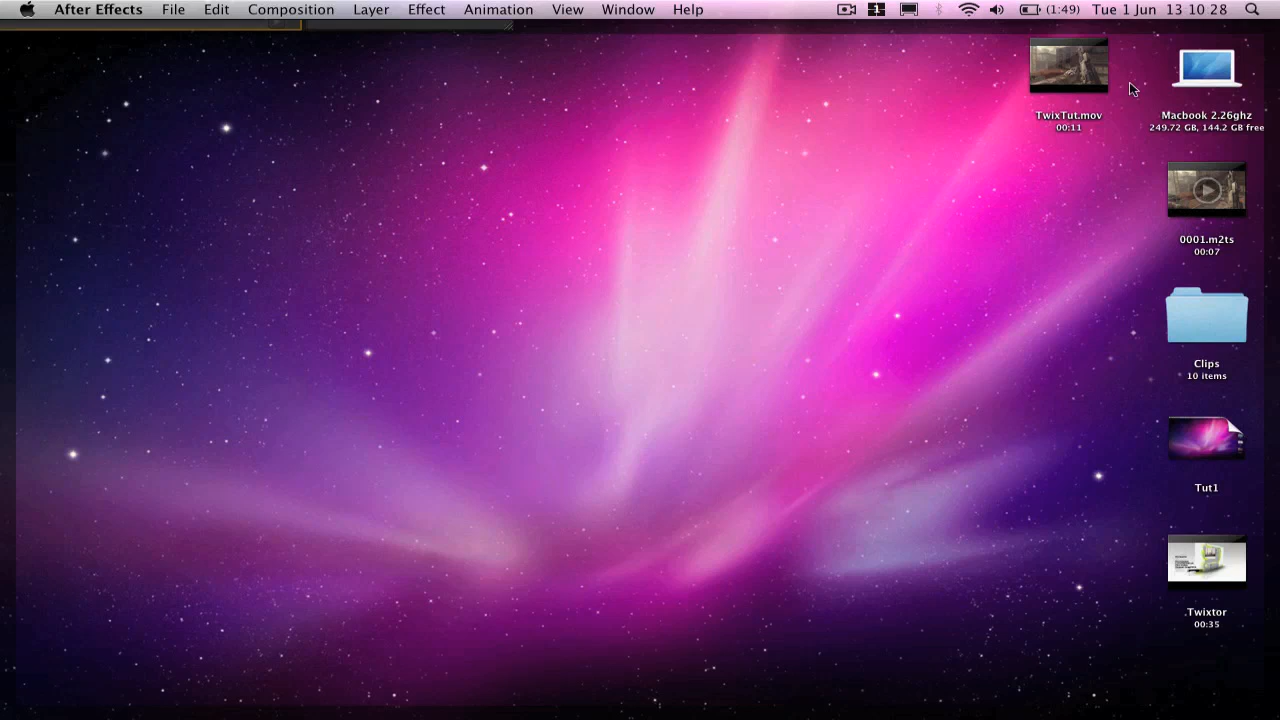 After Effects File Edit Composition Layer Effect Animation View Window Help 1 (1:49) Tue 1 Jun 13 10 28
TwixTut.mov
00:11
Macbook 2.26ghz
249.72 GB, 144.2 GB free
0001.m2ts
00:07
Clips
10 items
Tut1
Twixtor
00:35